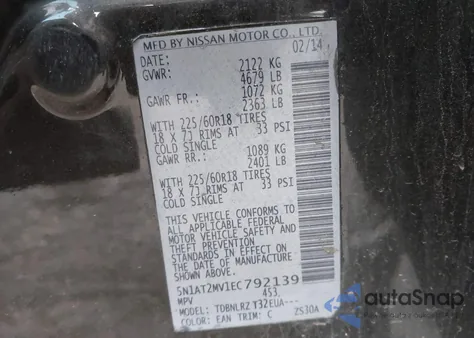 MFD BY NISSAN MOTOR CO., LTD.
DATE: 02/14
GVWR: 2122 KG
4679 LB
GAWR FR.: 1072 KG
2363 LB
WITH 225/60R18 TIRES
18 X 7J RIMS AT 33 PSI
COLD SINGLE
GAWR RR.: 1089 KG
2401 LB
WITH 225/60R18 TIRES
18 X 7J RIMS AT 33 PSI
COLD SINGLE
THIS VEHICLE CONFORMS TO
ALL APPLICABLE FEDERAL
MOTOR VEHICLE SAFETY AND
THEFT PREVENTION
STANDARDS IN EFFECT ON
THE DATE OF MANUFACTURE
SHOWN ABOVE.
5N1AT2MV1EC792139
MPV 453
MODEL: TDBNLRZ T32EUA---
COLOR: EAN TRIM: C 2S30A
autoSnap